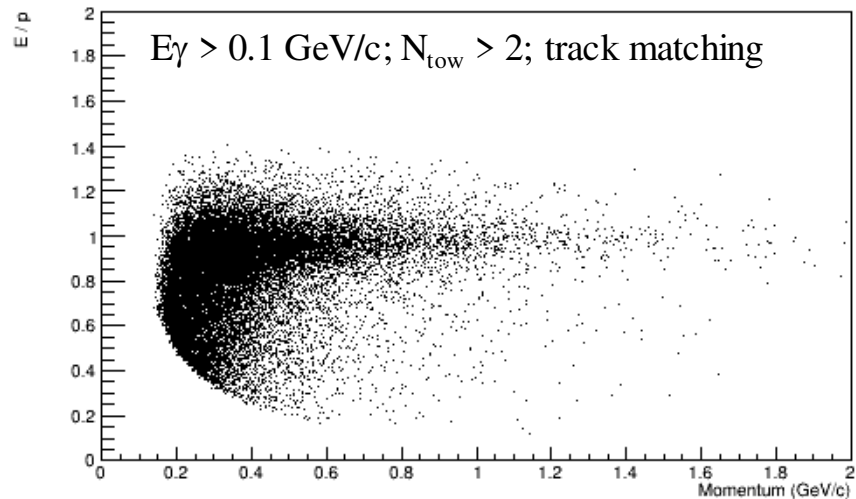 E / p
Eγ > 0.1 GeV/c; N_tow > 2; track matching
2
1.8
1.6
1.4
1.2
1
0.8
0.6
0.4
0.2
0
0 0.2 0.4 0.6 0.8 1 1.2 1.4 1.6 1.8 2
Momentum (GeV/c)